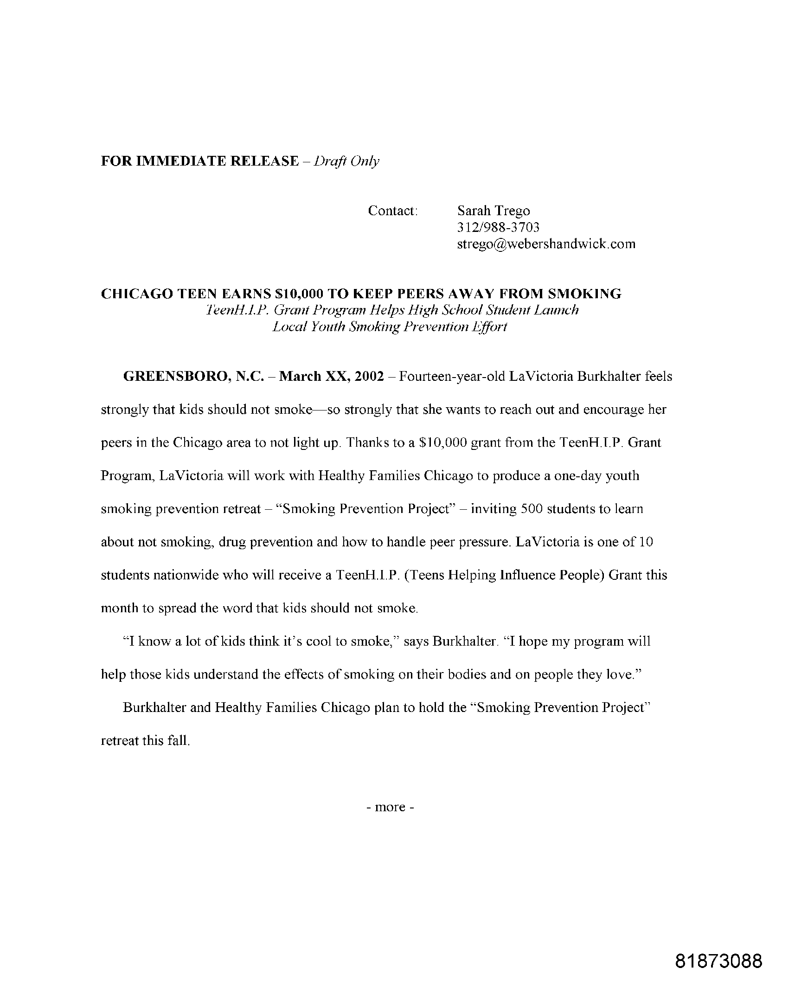 FOR IMMEDIATE RELEASE – Draft Only
Contact: Sarah Trego
312/988-3703
strego@webershandwick.com
CHICAGO TEEN EARNS $10,000 TO KEEP PEERS AWAY FROM SMOKING
TeenH.I.P. Grant Program Helps High School Student Launch
Local Youth Smoking Prevention Effort
GREENSBORO, N.C. – March XX, 2002 – Fourteen-year-old LaVictoria Burkhalter feels
strongly that kids should not smoke—so strongly that she wants to reach out and encourage her
peers in the Chicago area to not light up. Thanks to a $10,000 grant from the TeenH.I.P. Grant
Program, LaVictoria will work with Healthy Families Chicago to produce a one-day youth
smoking prevention retreat – “Smoking Prevention Project” – inviting 500 students to learn
about not smoking, drug prevention and how to handle peer pressure. LaVictoria is one of 10
students nationwide who will receive a TeenH.I.P. (Teens Helping Influence People) Grant this
month to spread the word that kids should not smoke.
“I know a lot of kids think it’s cool to smoke,” says Burkhalter. “I hope my program will
help those kids understand the effects of smoking on their bodies and on people they love.”
Burkhalter and Healthy Families Chicago plan to hold the “Smoking Prevention Project”
retreat this fall.
- more -
81873088